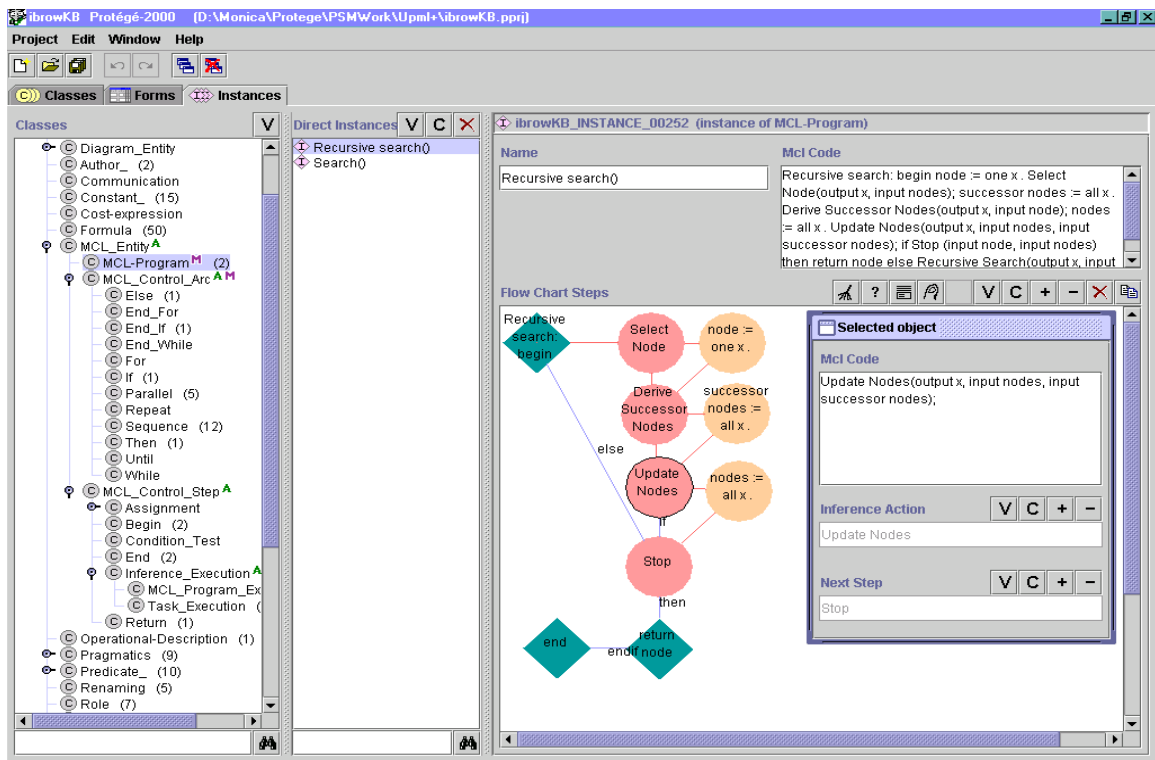 ibrowKB Protégé-2000 (D:\Monica\Protege\PSMWork\Upml+\ibrowKB.pprj)
Project Edit Window Help
Classes Forms Instances
Classes V
Diagram_Entity
Author_ (2)
Communication
Constant_ (15)
Cost-expression
Formula (50)
MCL_Entity A
MCL-Program M (2)
MCL_Control_Arc A M
Else (1)
End_For
End_If (1)
End_While
For
If (1)
Parallel (5)
Repeat
Sequence (12)
Then (1)
Until
While
MCL_Control_Step A
Assignment
Begin (2)
Condition_Test
End (2)
Inference_Execution A
MCL_Program_Ex
Task_Execution (
Return (1)
Operational-Description (1)
Pragmatics (9)
Predicate_ (10)
Renaming (5)
Role (7)
Direct Instances V C
Recursive search()
Search()
ibrowKB_INSTANCE_00252 (instance of MCL-Program)
Name
Recursive search()
Mcl Code
Recursive search: begin node := one x . Select
Node(output x, input nodes); successor nodes := all x .
Derive Successor Nodes(output x, input node); nodes
:= all x . Update Nodes(output x, input nodes, input
successor nodes); if Stop (input node, input nodes)
then return node else Recursive Search(output x, input
Flow Chart Steps
? V C + −
Recursive
search:
begin
Select
Node
node :=
one x .
Derive
Successor
Nodes
successor
nodes :=
all x .
else
Update
Nodes
nodes :=
all x .
If
Stop
then
end
endif
return
node
Selected object
Mcl Code
Update Nodes(output x, input nodes, input
successor nodes);
Inference Action V C + −
Update Nodes
Next Step V C + −
Stop